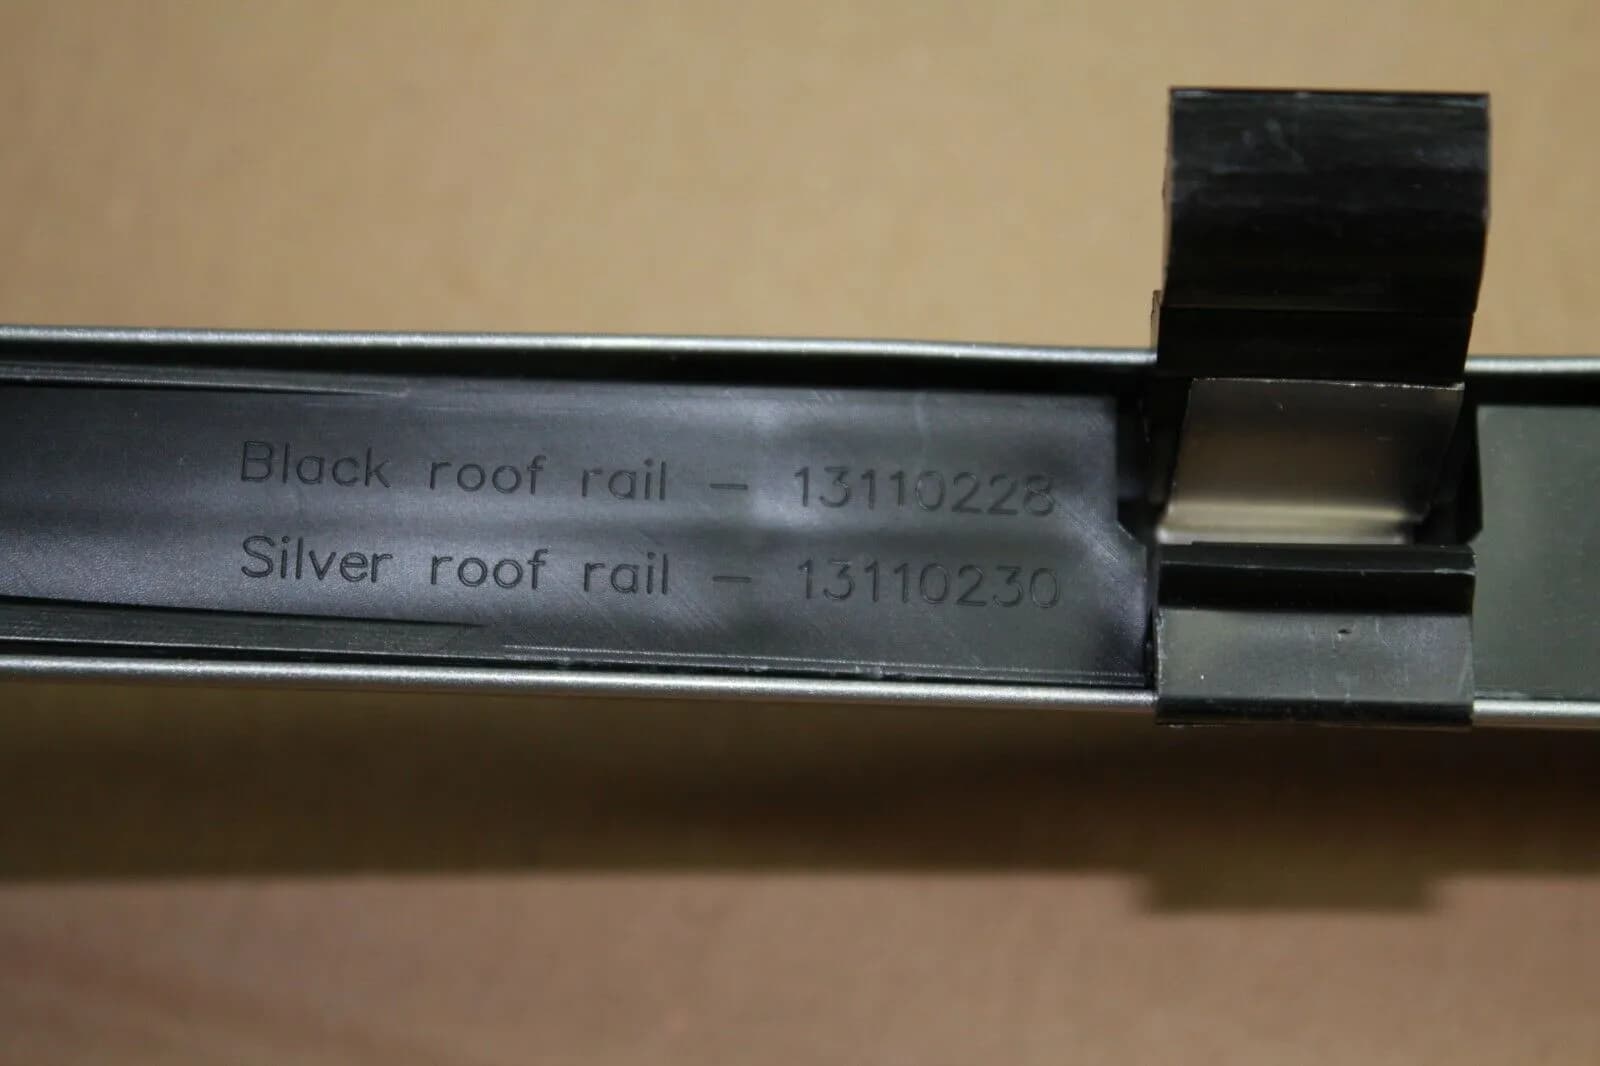 Black roof rail – 13110228
Silver roof rail – 13110230